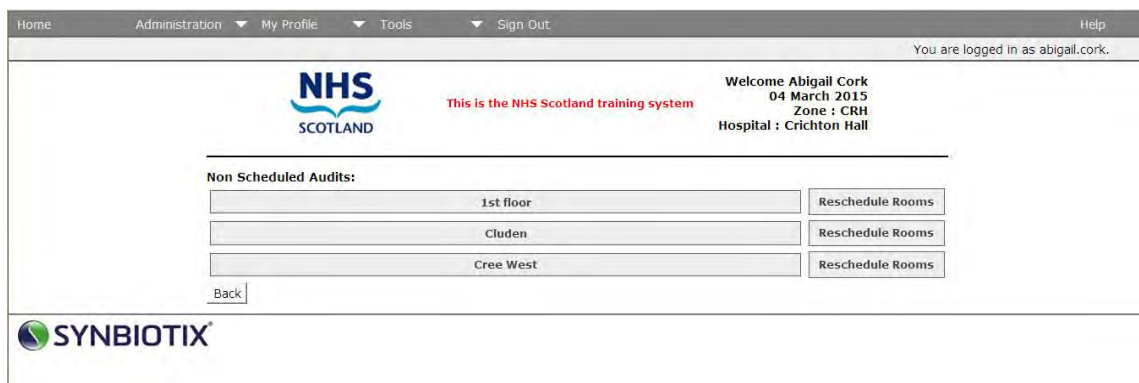 Home Administration My Profile Tools Sign Out Help
You are logged in as abigail.cork.
NHS
SCOTLAND
This is the NHS Scotland training system
Welcome Abigail Cork
04 March 2015
Zone : CRH
Hospital : Crichton Hall
Non Scheduled Audits:
1st floor Reschedule Rooms
Cluden Reschedule Rooms
Cree West Reschedule Rooms
Back
SYNBIOTIX